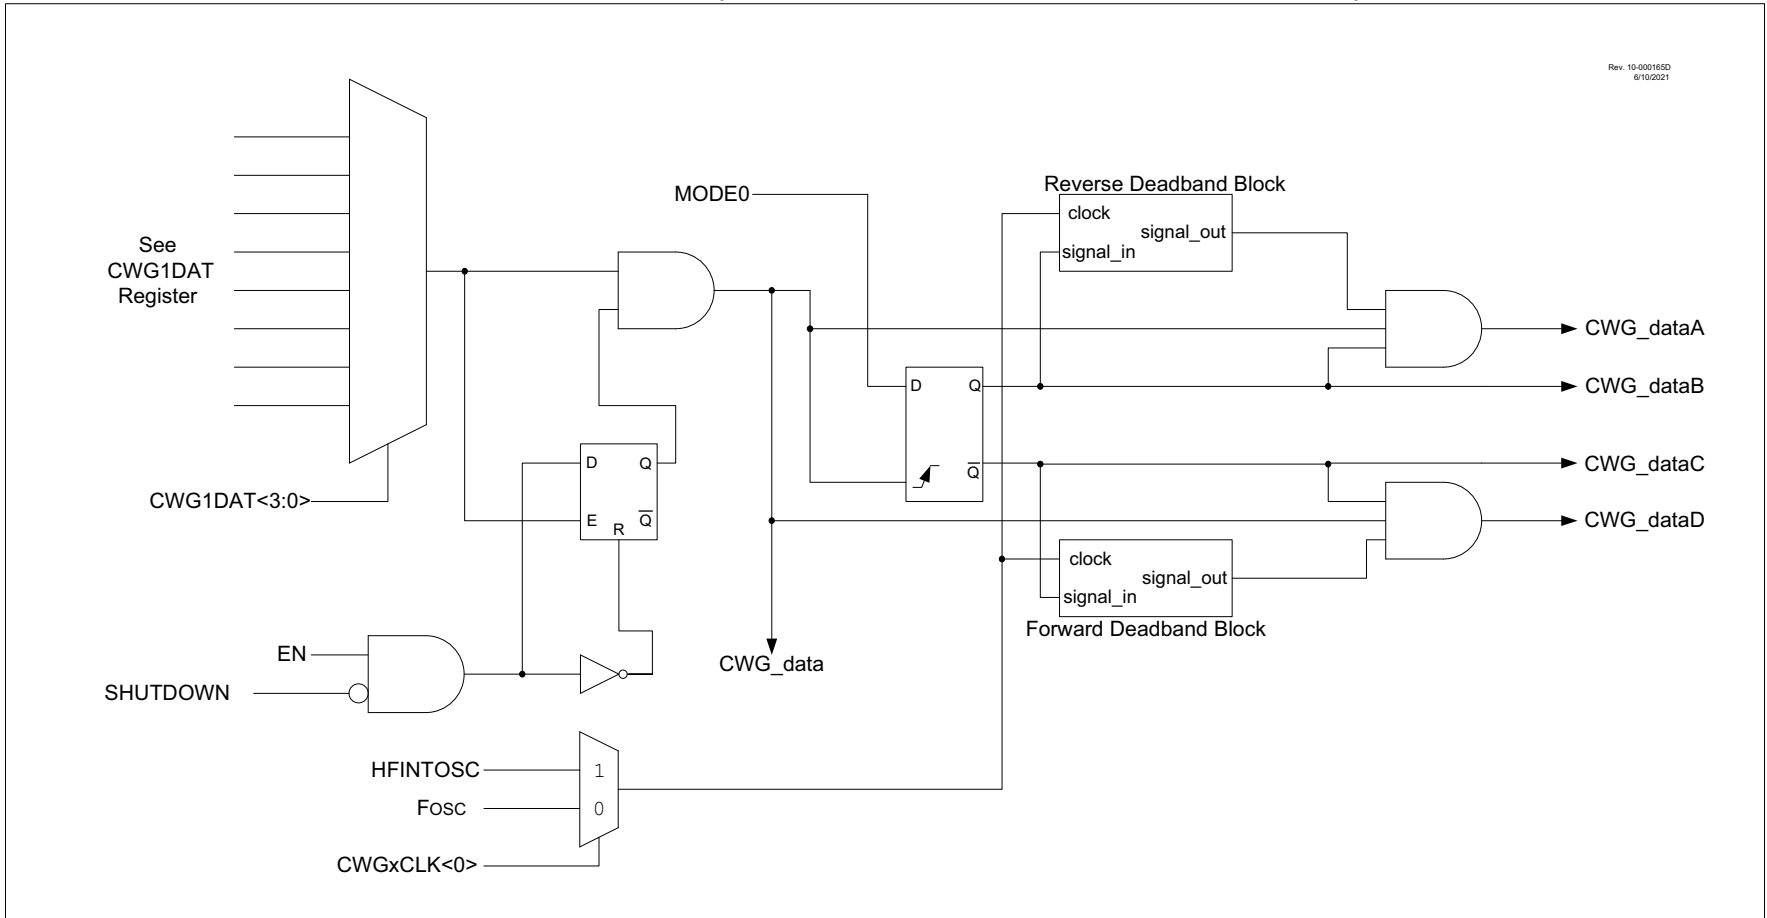 Rev. 10-000165D
6/10/2021
See
CWG1DAT
Register
CWG1DAT<3:0>
MODE0
Reverse Deadband Block
clock
signal_in
signal_out
CWG_dataA
D
Q
Q
CWG_dataB
CWG_dataC
CWG_dataD
D
Q
E
R
Q
clock
signal_in
signal_out
Forward Deadband Block
EN
SHUTDOWN
CWG_data
HFINTOSC
1
FOSC
0
CWGxCLK<0>